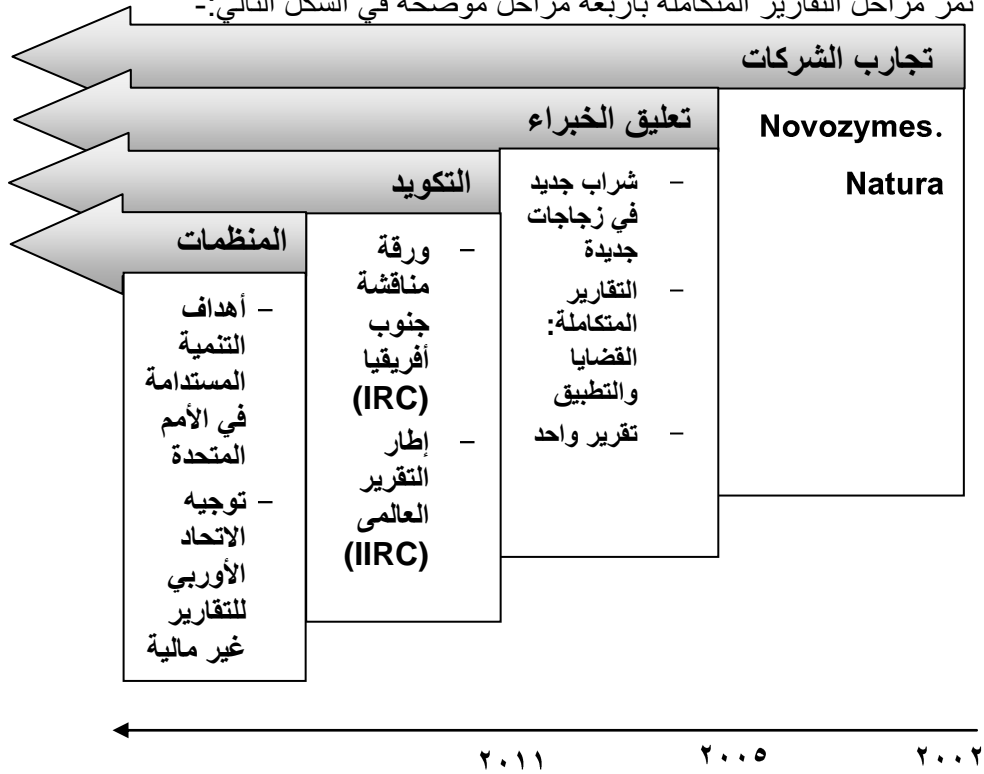 تمر مراحل التقارير المتكاملة بأربعة مراحل موضحة في الشكل التالي:-
تجارب الشركات
Novozymes.
Natura
تعليق الخبراء
– شراب جديد
في زجاجات
جديدة
– التقارير
المتكاملة:
القضايا
والتطبيق
– تقرير واحد
التكويد
– ورقة
مناقشة
جنوب
أفريقيا
(IRC)
– إطار
التقرير
العالمى
(IIRC)
المنظمات
– أهداف
التنمية
المستدامة
في الأمم
المتحدة
– توجيه
الاتحاد
الأوربي
للتقارير
غير مالية
٢٠٠٢ ٢٠٠٥ ٢٠١١